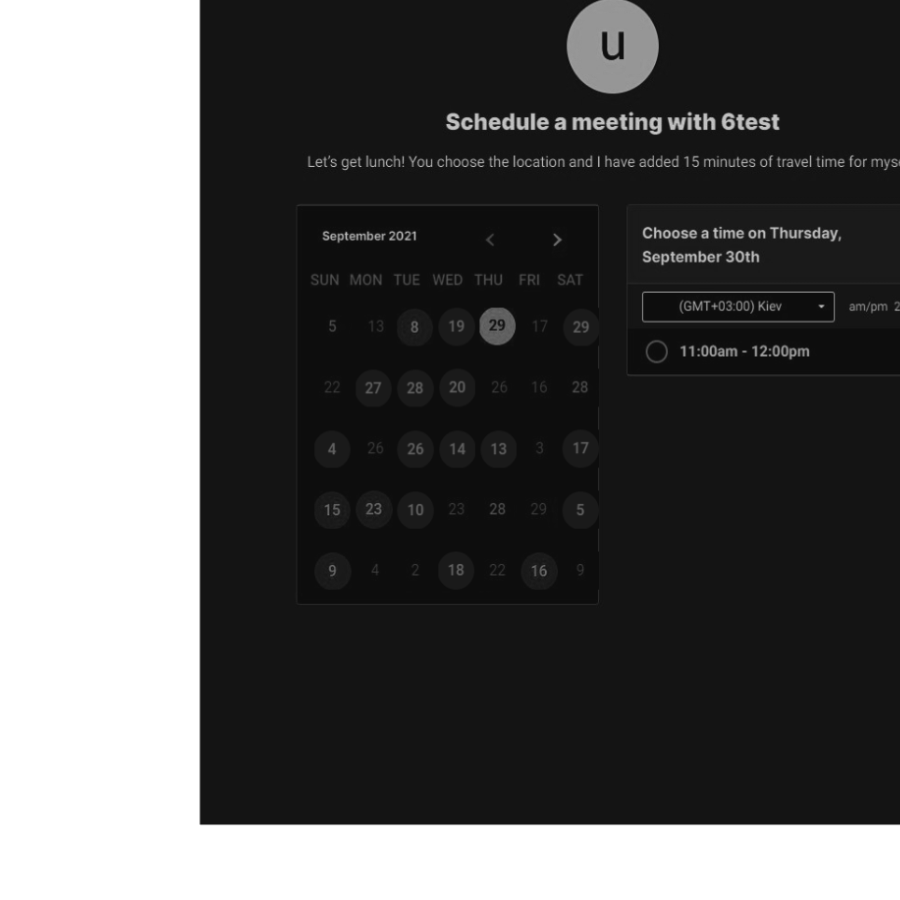 u
Schedule a meeting with 6test
Let's get lunch! You choose the location and I have added 15 minutes of travel time for
September 2021
SUN MON TUE WED THU FRI SAT
5 13 8 19 29 17 29
22 27 28 20 26 16 28
4 26 26 14 13 3 17
15 23 10 23 28 29 5
9 4 2 18 22 16 9
Choose a time on Thursday,
September 30th
(GMT+03:00) Kiev am/pm
11:00am - 12:00pm